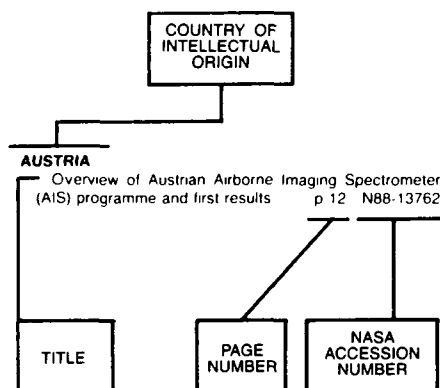 COUNTRY OF
INTELLECTUAL
ORIGIN
AUSTRIA
Overview of Austrian Airborne Imaging Spectrometer
(AIS) programme and first results p 12 N88-13762
TITLE
PAGE
NUMBER
NASA
ACCESSION
NUMBER